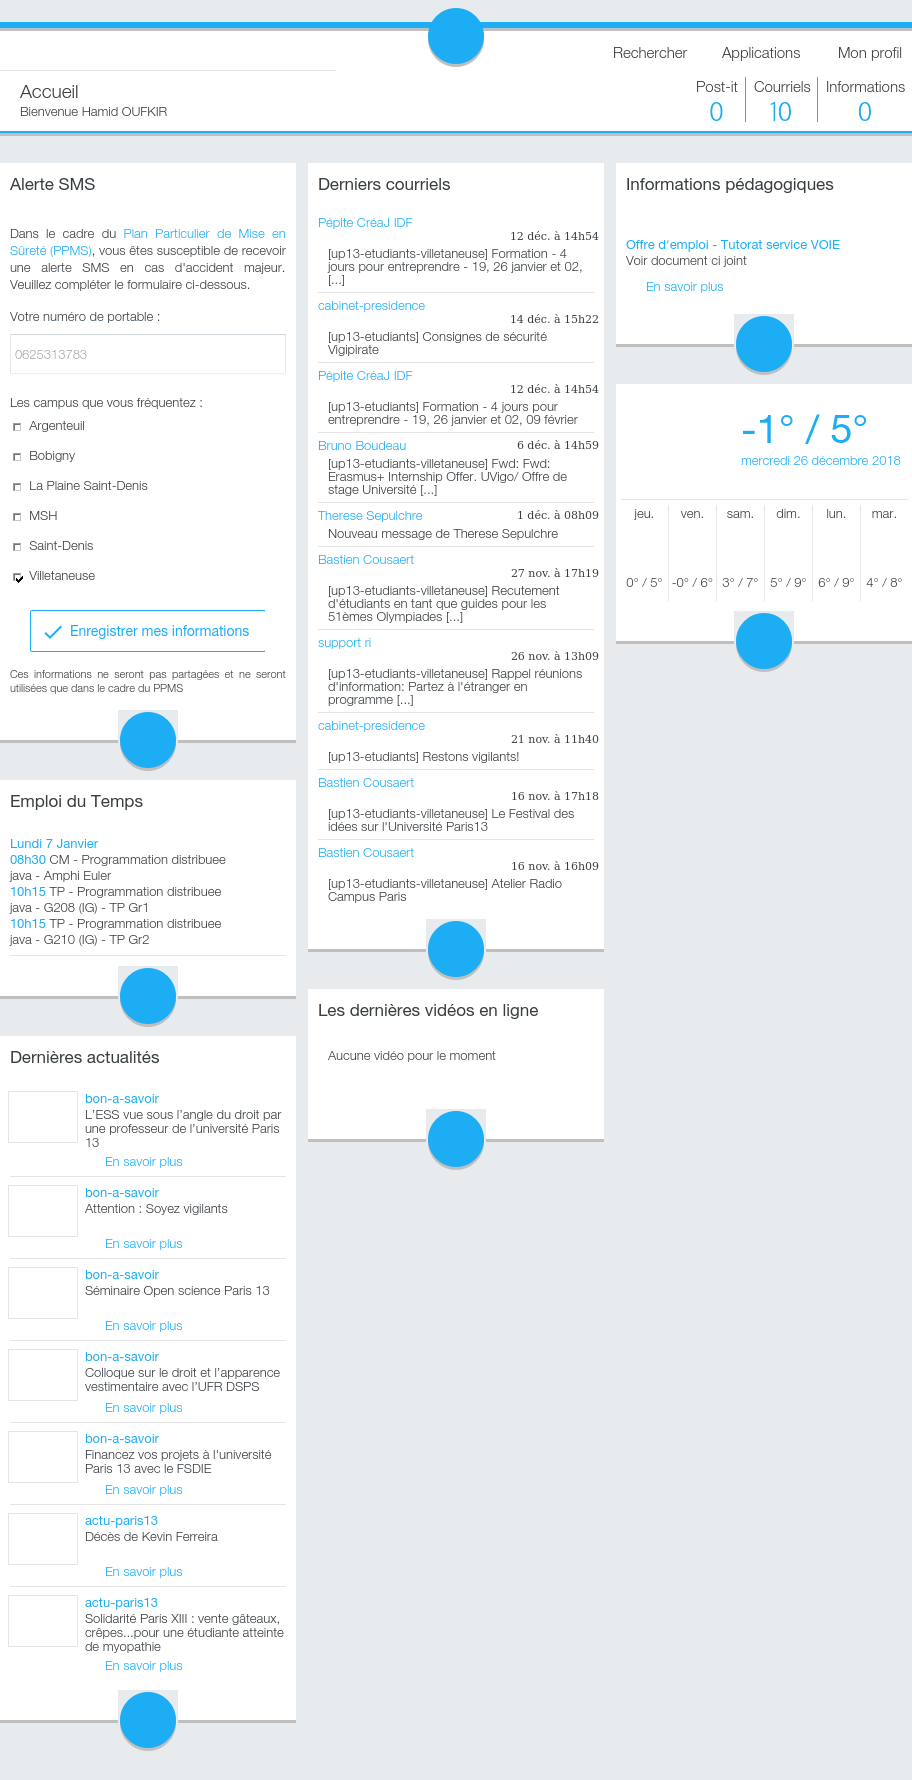 Rechercher
Applications
Mon profil
Accueil
Bienvenue Hamid OUFKIR
Post-it
0
Courriels
10
Informations
0
Alerte SMS
Dans le cadre du Plan Particulier de Mise en
Sûreté (PPMS), vous êtes susceptible de recevoir
une alerte SMS en cas d'accident majeur.
Veuillez compléter le formulaire ci-dessous.
Votre numéro de portable :
0625313783
Les campus que vous fréquentez :
Argenteuil
Bobigny
La Plaine Saint-Denis
MSH
Saint-Denis
Villetaneuse
Enregistrer mes informations
Ces informations ne seront pas partagées et ne seront
utilisées que dans le cadre du PPMS
Emploi du Temps
Lundi 7 Janvier
08h30 CM - Programmation distribuee
java - Amphi Euler
10h15 TP - Programmation distribuee
java - G208 (IG) - TP Gr1
10h15 TP - Programmation distribuee
java - G210 (IG) - TP Gr2
Dernières actualités
bon-a-savoir
L'ESS vue sous l'angle du droit par
une professeur de l'université Paris
13
En savoir plus
bon-a-savoir
Attention : Soyez vigilants
En savoir plus
bon-a-savoir
Séminaire Open science Paris 13
En savoir plus
bon-a-savoir
Colloque sur le droit et l'apparence
vestimentaire avec l'UFR DSPS
En savoir plus
bon-a-savoir
Financez vos projets à l'université
Paris 13 avec le FSDIE
En savoir plus
actu-paris13
Décès de Kevin Ferreira
En savoir plus
actu-paris13
Solidarité Paris XIII : vente gâteaux,
crêpes...pour une étudiante atteinte
de myopathie
En savoir plus
Derniers courriels
Pépite CréaJ IDF
12 déc. à 14h54
[up13-etudiants-villetaneuse] Formation - 4
jours pour entreprendre - 19, 26 janvier et 02,
[...]
cabinet-presidence
14 déc. à 15h22
[up13-etudiants] Consignes de sécurité
Vigipirate
Pépite CréaJ IDF
12 déc. à 14h54
[up13-etudiants] Formation - 4 jours pour
entreprendre - 19, 26 janvier et 02, 09 février
Bruno Boudeau 6 déc. à 14h59
[up13-etudiants-villetaneuse] Fwd: Fwd:
Erasmus+ Internship Offer. UVigo/ Offre de
stage Université [...]
Therese Sepulchre 1 déc. à 08h09
Nouveau message de Therese Sepulchre
Bastien Cousaert
27 nov. à 17h19
[up13-etudiants-villetaneuse] Recutement
d'étudiants en tant que guides pour les
51èmes Olympiades [...]
support ri
26 nov. à 13h09
[up13-etudiants-villetaneuse] Rappel réunions
d'information: Partez à l'étranger en
programme [...]
cabinet-presidence
21 nov. à 11h40
[up13-etudiants] Restons vigilants!
Bastien Cousaert
16 nov. à 17h18
[up13-etudiants-villetaneuse] Le Festival des
idées sur l'Université Paris13
Bastien Cousaert
16 nov. à 16h09
[up13-etudiants-villetaneuse] Atelier Radio
Campus Paris
Les dernières vidéos en ligne
Aucune vidéo pour le moment
Informations pédagogiques
Offre d'emploi - Tutorat service VOIE
Voir document ci joint
En savoir plus
-1° / 5°
mercredi 26 décembre 2018
jeu. ven. sam. dim. lun. mar.
0° / 5° -0° / 6° 3° / 7° 5° / 9° 6° / 9° 4° / 8°